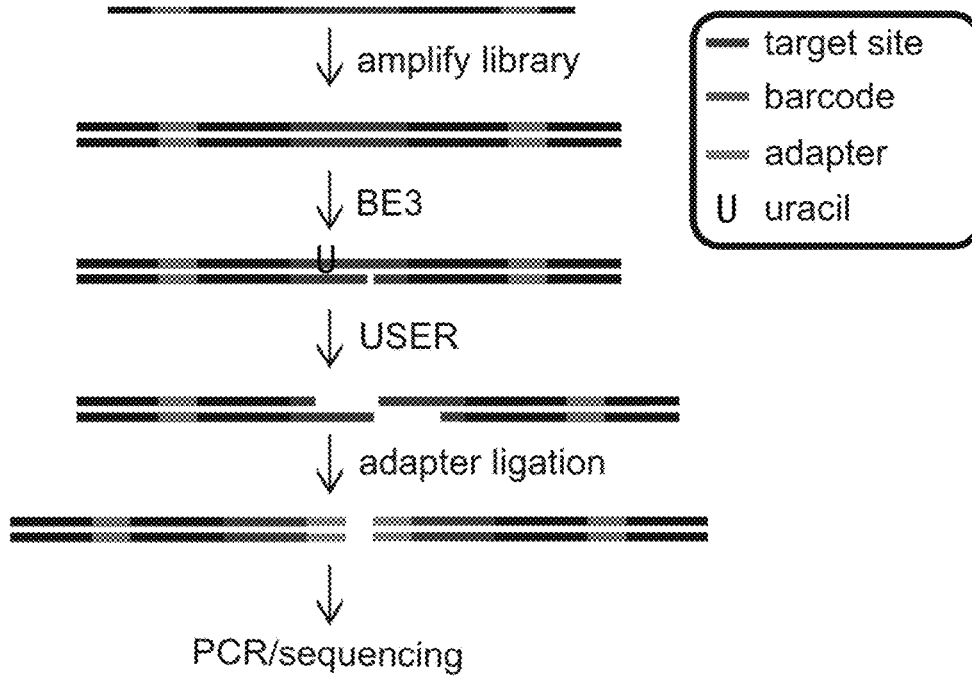 amplify library
BE3
U
USER
adapter ligation
PCR/sequencing
target site
barcode
adapter
U uracil